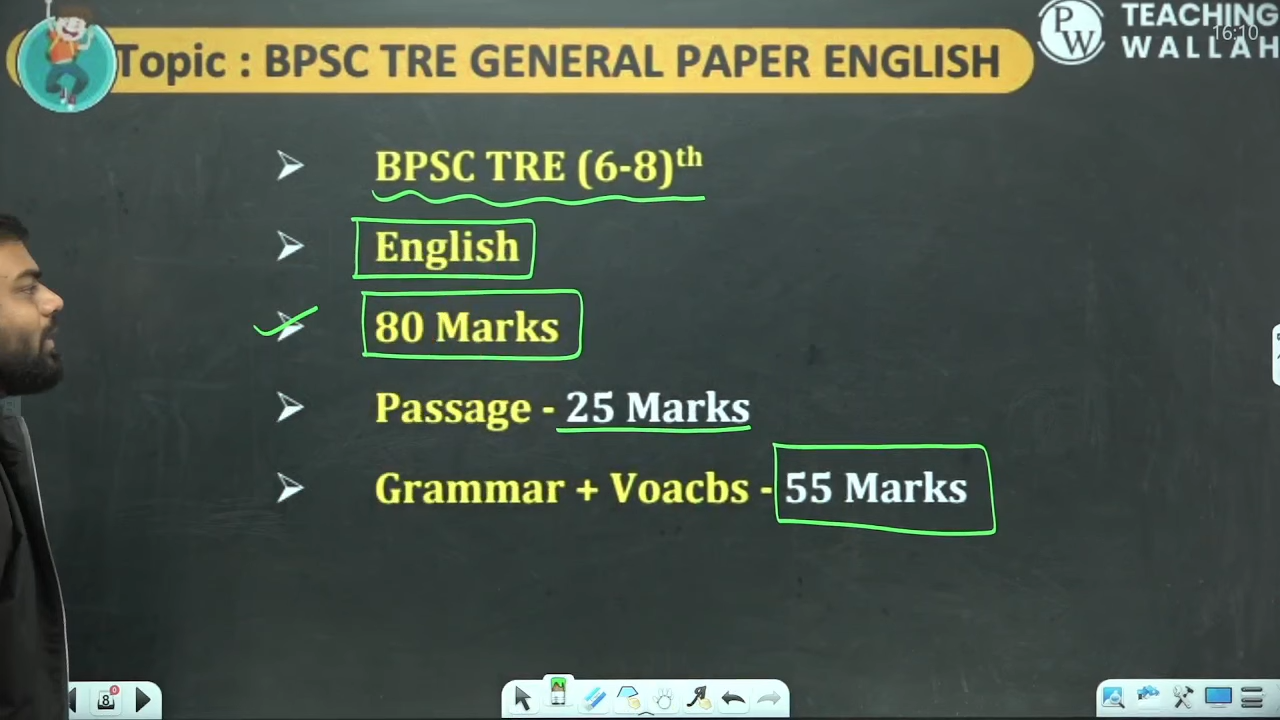 Topic : BPSC TRE GENERAL PAPER ENGLISH
PW
TEACHING
WALLAH
16:10
BPSC TRE (6-8)th
English
80 Marks
Passage - 25 Marks
Grammar + Voacbs - 55 Marks
8
0